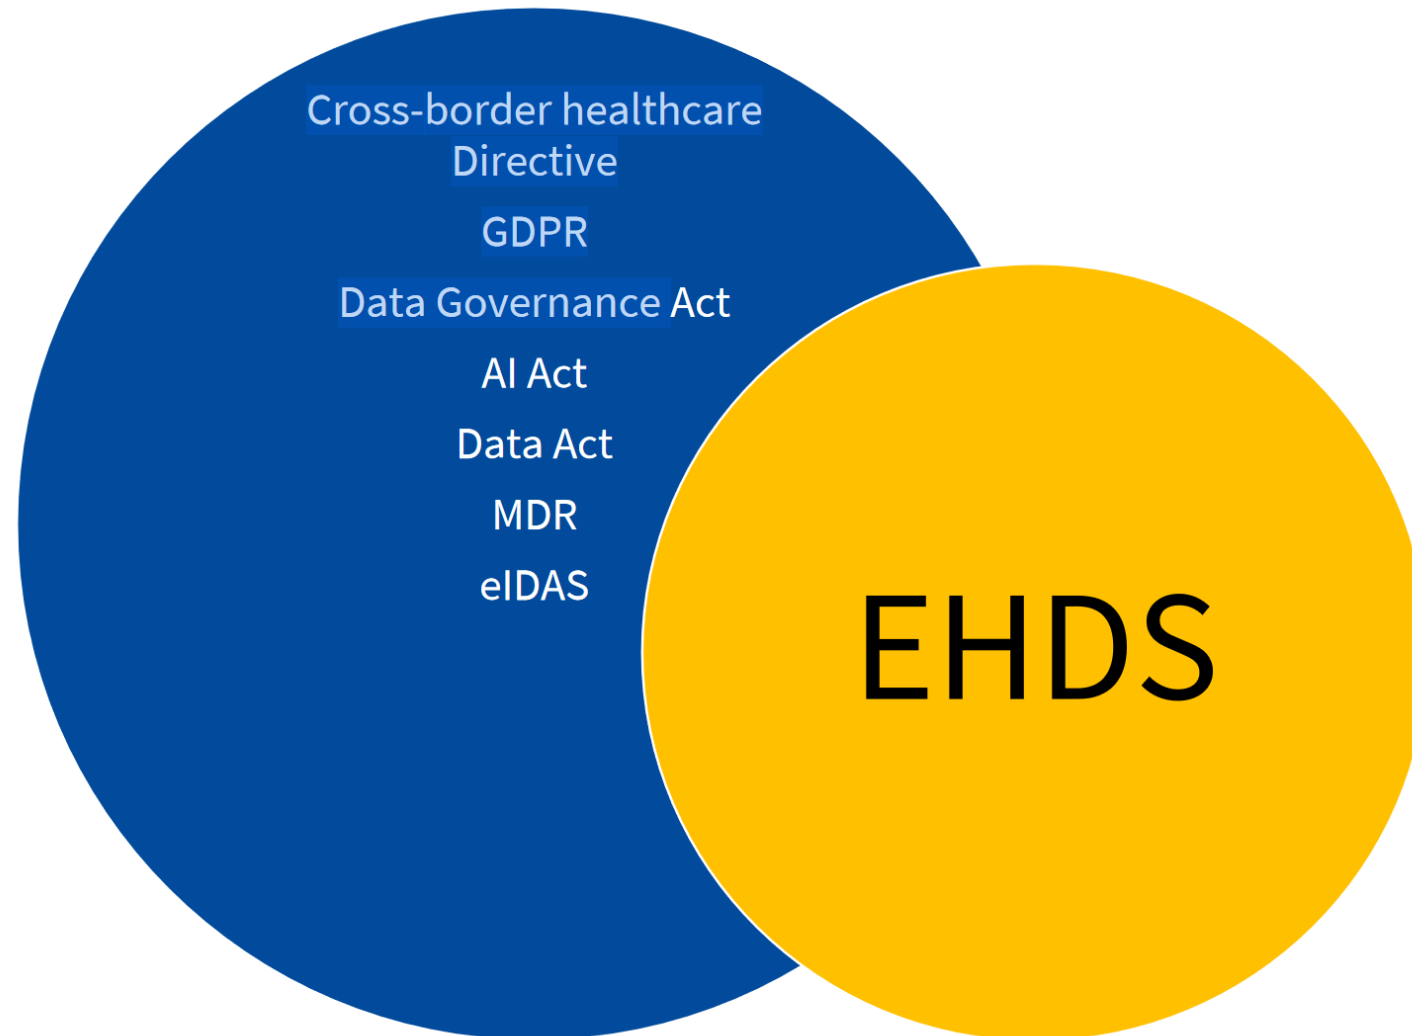 Cross-border healthcare
Directive
GDPR
Data Governance Act
AI Act
Data Act
MDR
eIDAS
EHDS